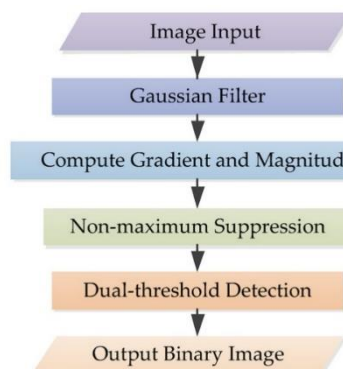 Image Input
Gaussian Filter
Compute Gradient and Magnitud
Non-maximum Suppression
Dual-threshold Detection
Output Binary Image